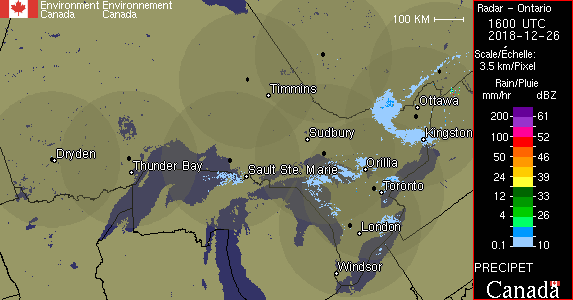 Environment Environnement
Canada Canada
100 KM
Timmins
Ottawa
Sudbury
Kingston
Dryden
Thunder Bay
Sault Ste. Marie
Orillia
Toronto
London
Windsor
Radar – Ontario
1600 UTC
2018-12-26
Scale/Échelle:
3.5 km/Pixel
Rain/Pluie
mm/hr dBZ
200 61
100 52
50 46
24 39
12 34
4 26
1 18
0.1 10
PRECIPET
Canada